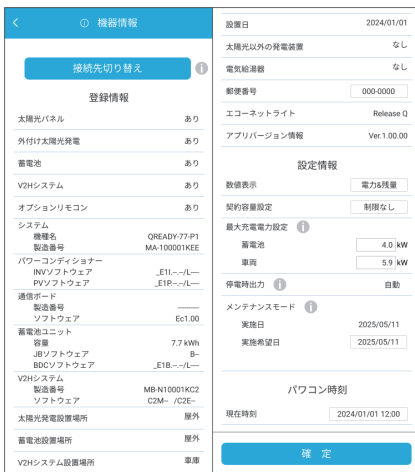 機器情報
接続先切り替え
登録情報
太陽光パネル あり
外付け太陽光発電 あり
蓄電池 あり
V2Hシステム あり
オプションリモコン あり
システム
機種名 QREADY-77-P1
製造番号 MA-100001KEE
パワーコンディショナー
INVソフトウェア _E1I.–.–/L––
PVソフトウェア _E1P.–.–/L––
通信ボード
製造番号 ––––
ソフトウェア Ec1.00
蓄電池ユニット
容量 7.7 kWh
JBソフトウェア B–
BDCソフトウェア _E1B.–.–/L––
V2Hシステム
製造番号 MB-N10001KC2
ソフトウェア C2M– /C2E–
太陽光発電設置場所 屋外
蓄電池設置場所 屋外
V2Hシステム設置場所 車庫
設置日 2024/01/01
太陽光以外の発電装置 なし
電気給湯器 なし
郵便番号 000-0000
エコーネットライト Release Q
アプリバージョン情報 Ver.1.00.00
設定情報
数値表示 電力&残量
契約容量設定 制限なし
最大充電電力設定
蓄電池 4.0 kW
車両 5.9 kW
停電時出力 自動
メンテナンスモード
実施日 2025/05/11
実施希望日 2025/05/11
パワコン時刻
現在時刻 2024/01/01 12:00
確 定